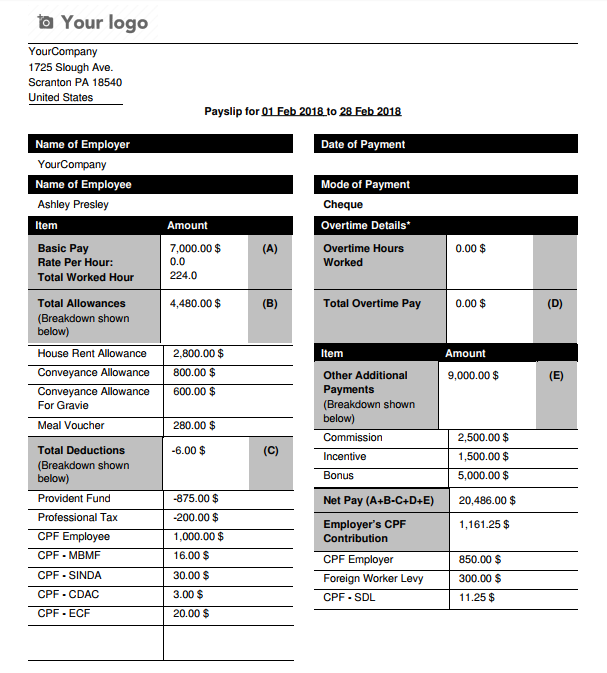 Your logo
YourCompany
1725 Slough Ave.
Scranton PA 18540
United States
Payslip for 01 Feb 2018 to 28 Feb 2018
Name of Employer
YourCompany
Name of Employee
Ashley Presley
Item Amount
Basic Pay 7,000.00 $ (A)
Rate Per Hour: 0.0
Total Worked Hour 224.0
Total Allowances 4,480.00 $ (B)
(Breakdown shown
below)
House Rent Allowance 2,800.00 $
Conveyance Allowance 800.00 $
Conveyance Allowance 600.00 $
For Gravie
Meal Voucher 280.00 $
Total Deductions -6.00 $ (C)
(Breakdown shown
below)
Provident Fund -875.00 $
Professional Tax -200.00 $
CPF Employee 1,000.00 $
CPF - MBMF 16.00 $
CPF - SINDA 30.00 $
CPF - CDAC 3.00 $
CPF - ECF 20.00 $
Date of Payment
Mode of Payment
Cheque
Overtime Details*
Overtime Hours 0.00 $
Worked
Total Overtime Pay 0.00 $ (D)
Item Amount
Other Additional 9,000.00 $ (E)
Payments
(Breakdown shown
below)
Commission 2,500.00 $
Incentive 1,500.00 $
Bonus 5,000.00 $
Net Pay (A+B-C+D+E) 20,486.00 $
Employer's CPF 1,161.25 $
Contribution
CPF Employer 850.00 $
Foreign Worker Levy 300.00 $
CPF - SDL 11.25 $